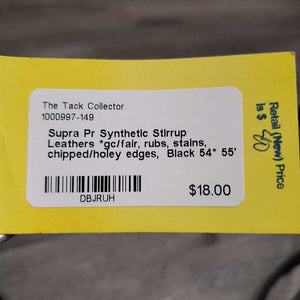 The Tack Collector
1000997-149
Supra Pr Synthetic Stirrup
Leathers *gc/fair, rubs, stains,
chipped/holey edges, Black 54* 55'
DBJRUH
$18.00
Retail (New) Price
is $